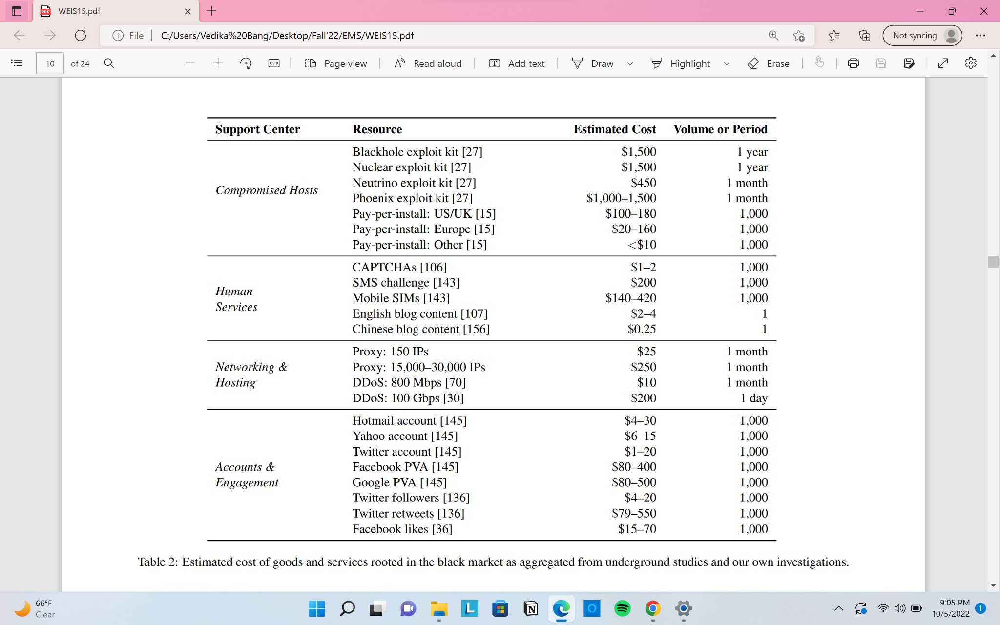 WEIS15.pdf
File | C:/Users/Vedika%20Bang/Desktop/Fall'22/EMS/WEIS15.pdf
Not syncing
10 of 24
Page view
Read aloud
Add text
Draw
Highlight
Erase
Support Center Resource Estimated Cost Volume or Period
Blackhole exploit kit [27] $1,500 1 year
Nuclear exploit kit [27] $1,500 1 year
Neutrino exploit kit [27] $450 1 month
Compromised Hosts
Phoenix exploit kit [27] $1,000–1,500 1 month
Pay-per-install: US/UK [15] $100–180 1,000
Pay-per-install: Europe [15] $20–160 1,000
Pay-per-install: Other [15] <$10 1,000
CAPTCHAs [106] $1–2 1,000
SMS challenge [143] $200 1,000
Human
Mobile SIMs [143] $140–420 1,000
Services
English blog content [107] $2–4 1
Chinese blog content [156] $0.25 1
Proxy: 150 IPs $25 1 month
Networking & Proxy: 15,000–30,000 IPs $250 1 month
Hosting DDoS: 800 Mbps [70] $10 1 month
DDoS: 100 Gbps [30] $200 1 day
Hotmail account [145] $4–30 1,000
Yahoo account [145] $6–15 1,000
Twitter account [145] $1–20 1,000
Accounts & Facebook PVA [145] $80–400 1,000
Engagement Google PVA [145] $80–500 1,000
Twitter followers [136] $4–20 1,000
Twitter retweets [136] $79–550 1,000
Facebook likes [36] $15–70 1,000
Table 2: Estimated cost of goods and services rooted in the black market as aggregated from underground studies and our own investigations.
66°F
Clear
9:05 PM
10/5/2022
1